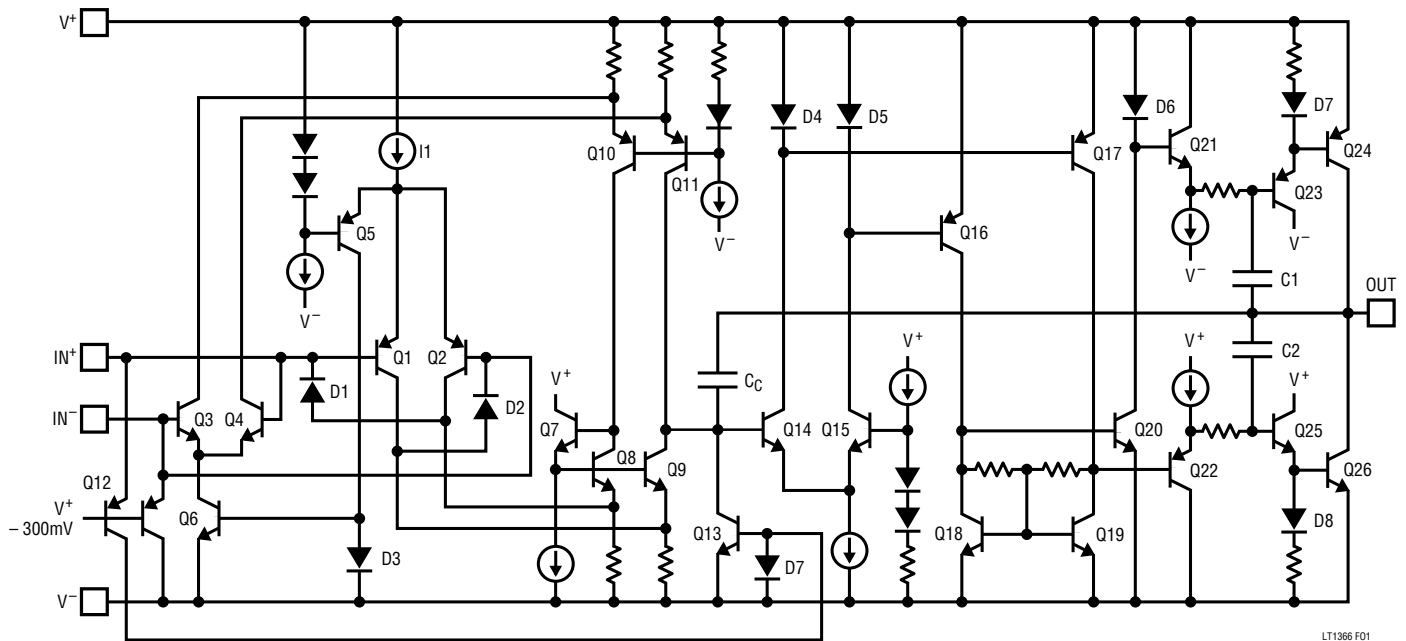 V+
D4
D5
D6
D7
I1
Q10
Q11
Q17
Q21
Q24
Q23
Q5
V−
Q16
V−
V−
V−
C1
OUT
IN+
Q1
Q2
V+
V+
C2
D1
CC
V+
IN−
Q3
Q4
D2
Q7
Q14
Q15
Q20
Q25
Q8
Q9
Q22
Q26
Q12
V+
– 300mV
Q6
Q13
Q18
Q19
D8
D3
D7
V−
LT1366 F01